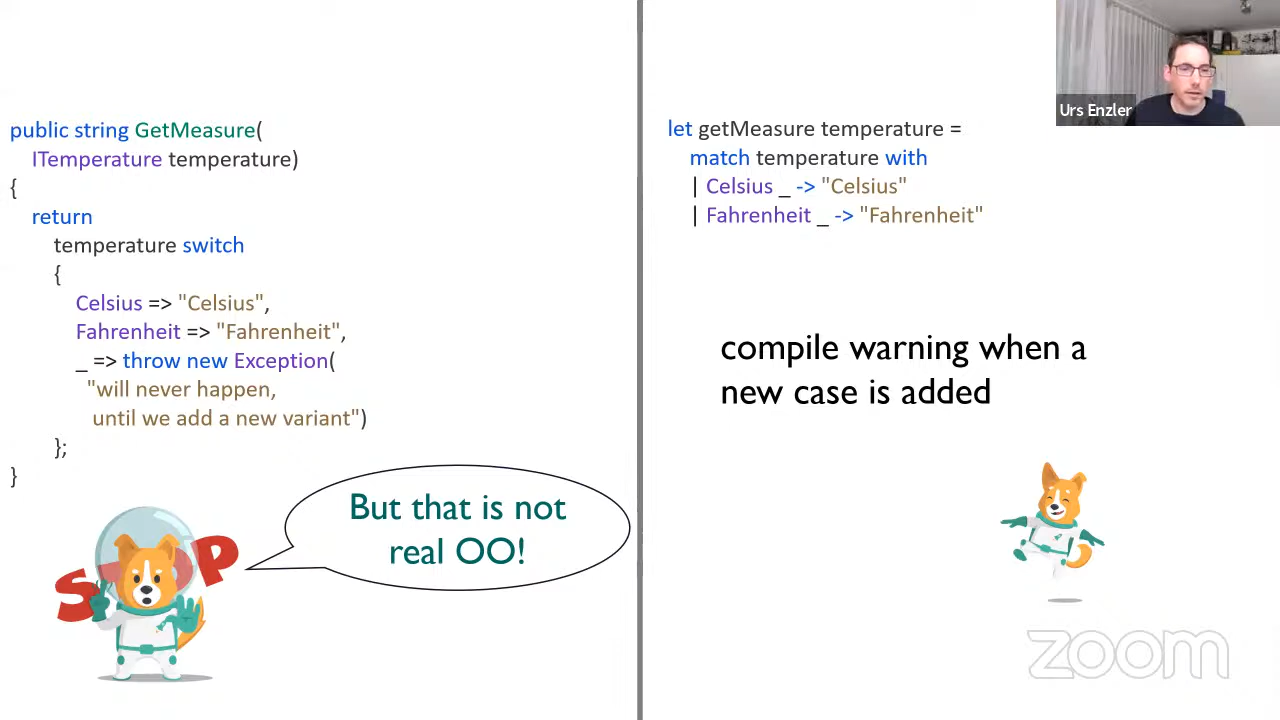 public string GetMeasure(
ITemperature temperature)
{
return
temperature switch
{
Celsius => "Celsius",
Fahrenheit => "Fahrenheit",
_ => throw new Exception(
"will never happen,
until we add a new variant")
};
}
But that is not
real OO!
STOP
let getMeasure temperature =
match temperature with
| Celsius _ -> "Celsius"
| Fahrenheit _ -> "Fahrenheit"
compile warning when a
new case is added
Urs Enzler
zoom